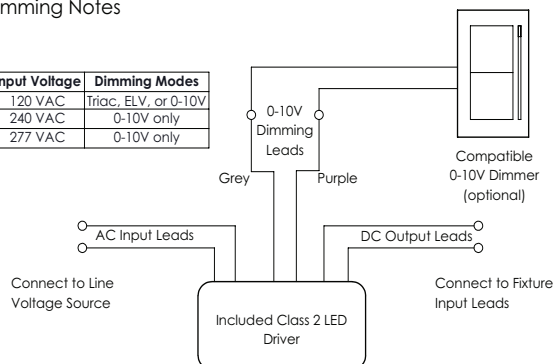 mming Notes
nput Voltage Dimming Modes
120 VAC Triac, ELV, or 0-10V
240 VAC 0-10V only
277 VAC 0-10V only
0-10V
Dimming
Leads
Grey
Purple
Compatible
0-10V Dimmer
(optional)
AC Input Leads
DC Output Leads
Connect to Line
Voltage Source
Connect to Fixture
Input Leads
Included Class 2 LED
Driver